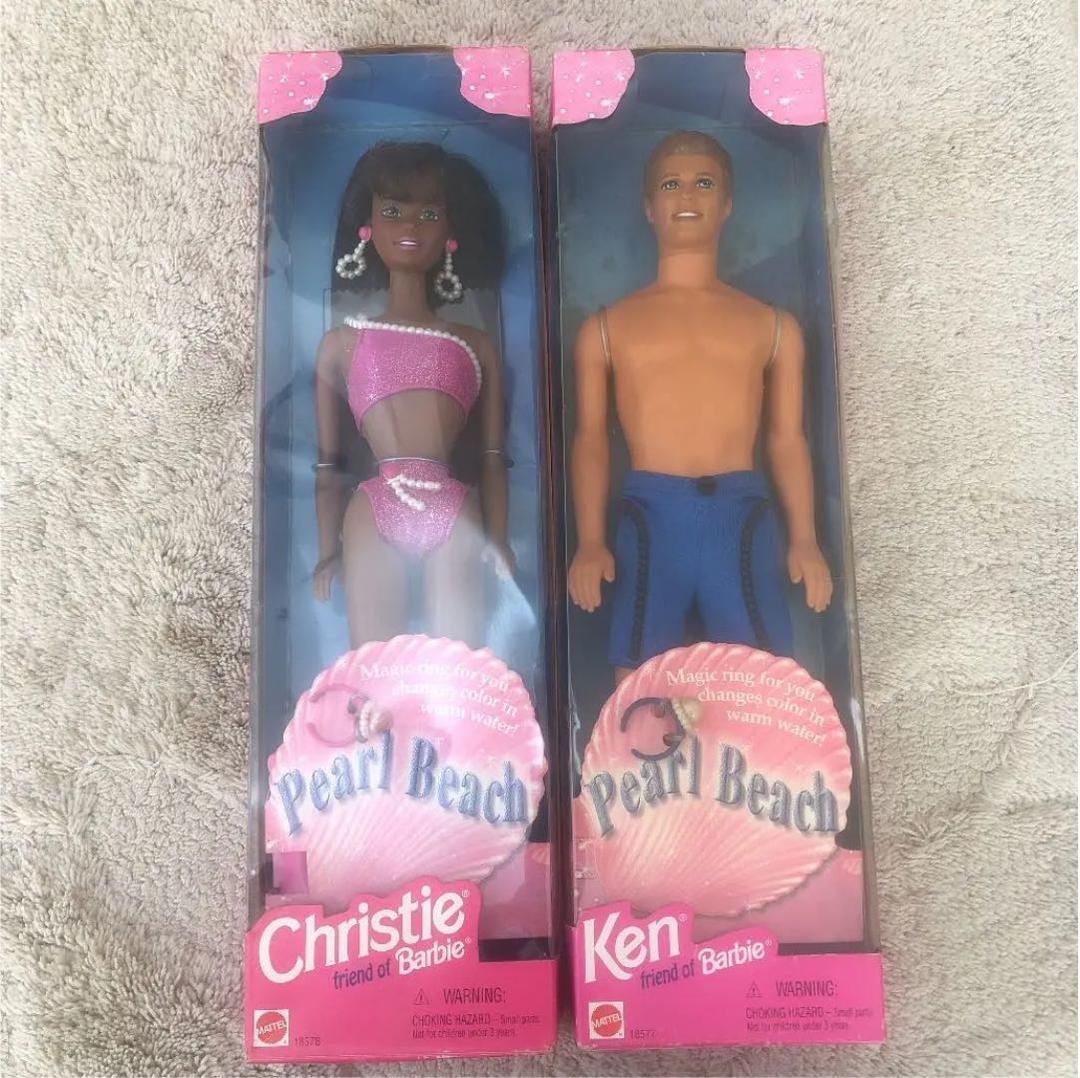 Magic ring for you
changes color in
warm water!
Pearl Beach
Christie®
friend of Barbie®
WARNING:
CHOKING HAZARD – Small parts
Not for children under 3 years.
MATTEL
18576
Magic ring for you
changes color in
warm water!
Pearl Beach
Ken®
friend of Barbie®
WARNING:
CHOKING HAZARD – Small parts
Not for children under 3 years.
MATTEL
18577